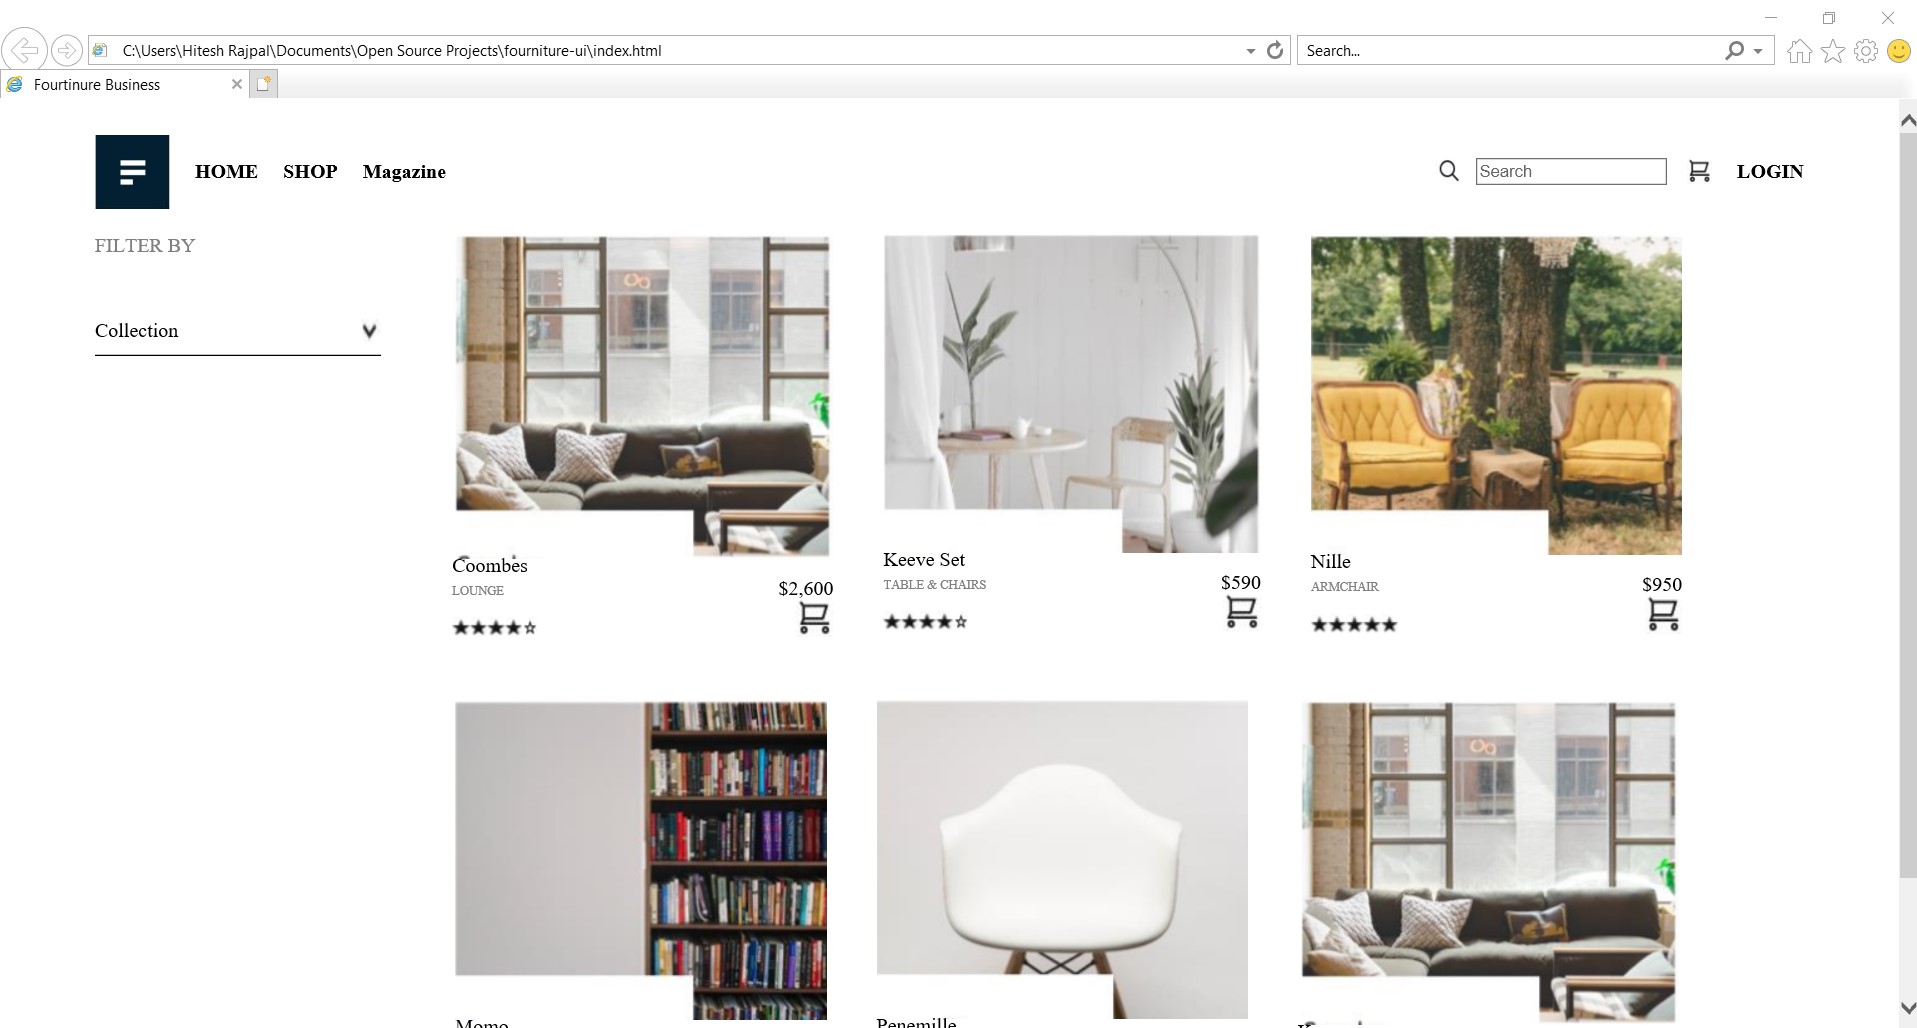 C:\Users\Hitesh Rajpal\Documents\Open Source Projects\fourniture-ui\index.html
Search...
Fourtinure Business
HOME SHOP Magazine
Search
LOGIN
FILTER BY
Collection
Coombes
LOUNGE
$2,600
Keeve Set
TABLE & CHAIRS
$590
Nille
ARMCHAIR
$950
Momo
Penemille